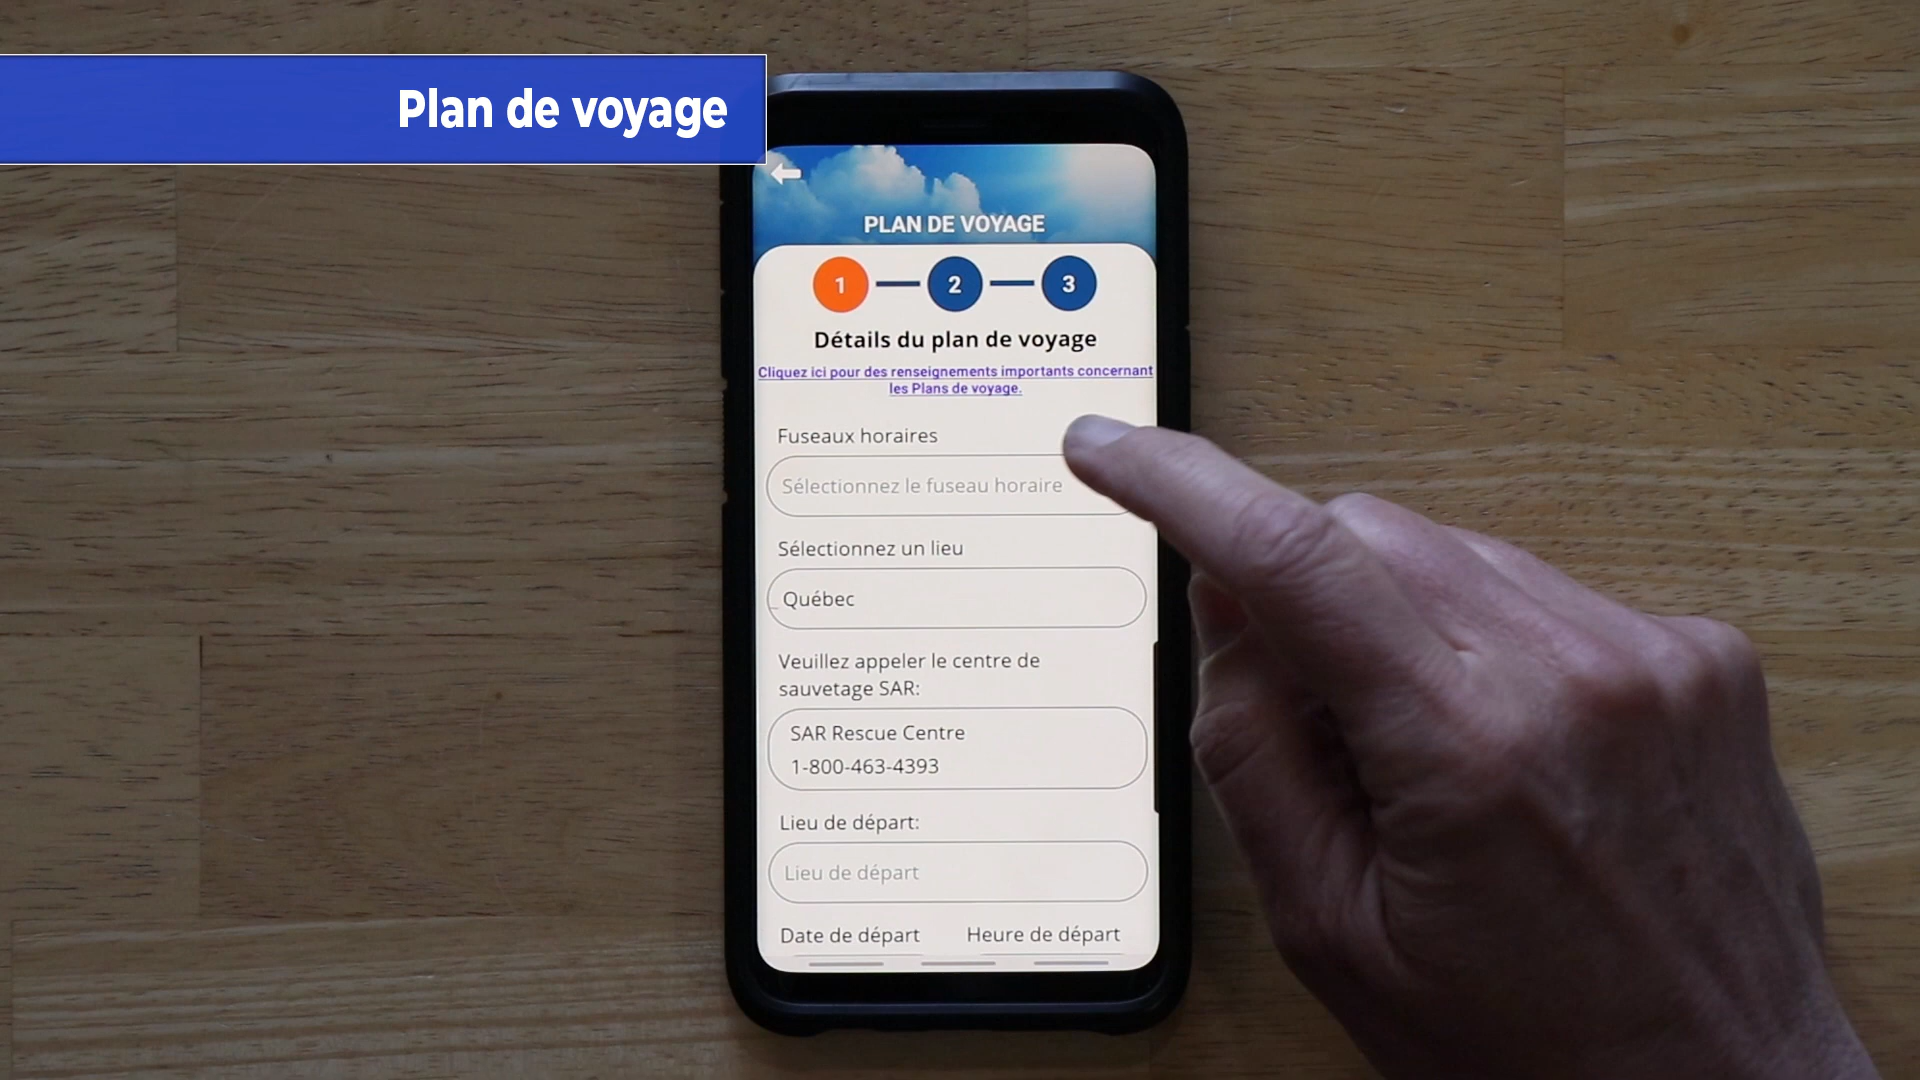 Plan de voyage
PLAN DE VOYAGE
1 2 3
Détails du plan de voyage
Cliquez ici pour des renseignements importants concernant
les Plans de voyage.
Fuseaux horaires
Sélectionnez le fuseau horaire
Sélectionnez un lieu
Québec
Veuillez appeler le centre de
sauvetage SAR:
SAR Rescue Centre
1-800-463-4393
Lieu de départ:
Lieu de départ
Date de départ Heure de départ